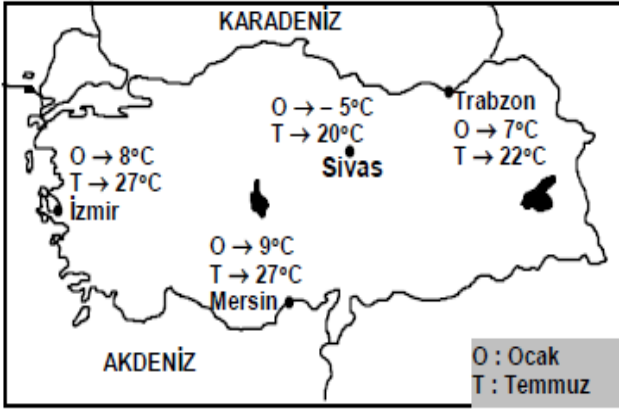 KARADENİZ
O → – 5°C
T → 20°C
Sivas
Trabzon
O → 7°C
T → 22°C
O → 8°C
T → 27°C
İzmir
O → 9°C
T → 27°C
Mersin
AKDENİZ
O : Ocak
T : Temmuz